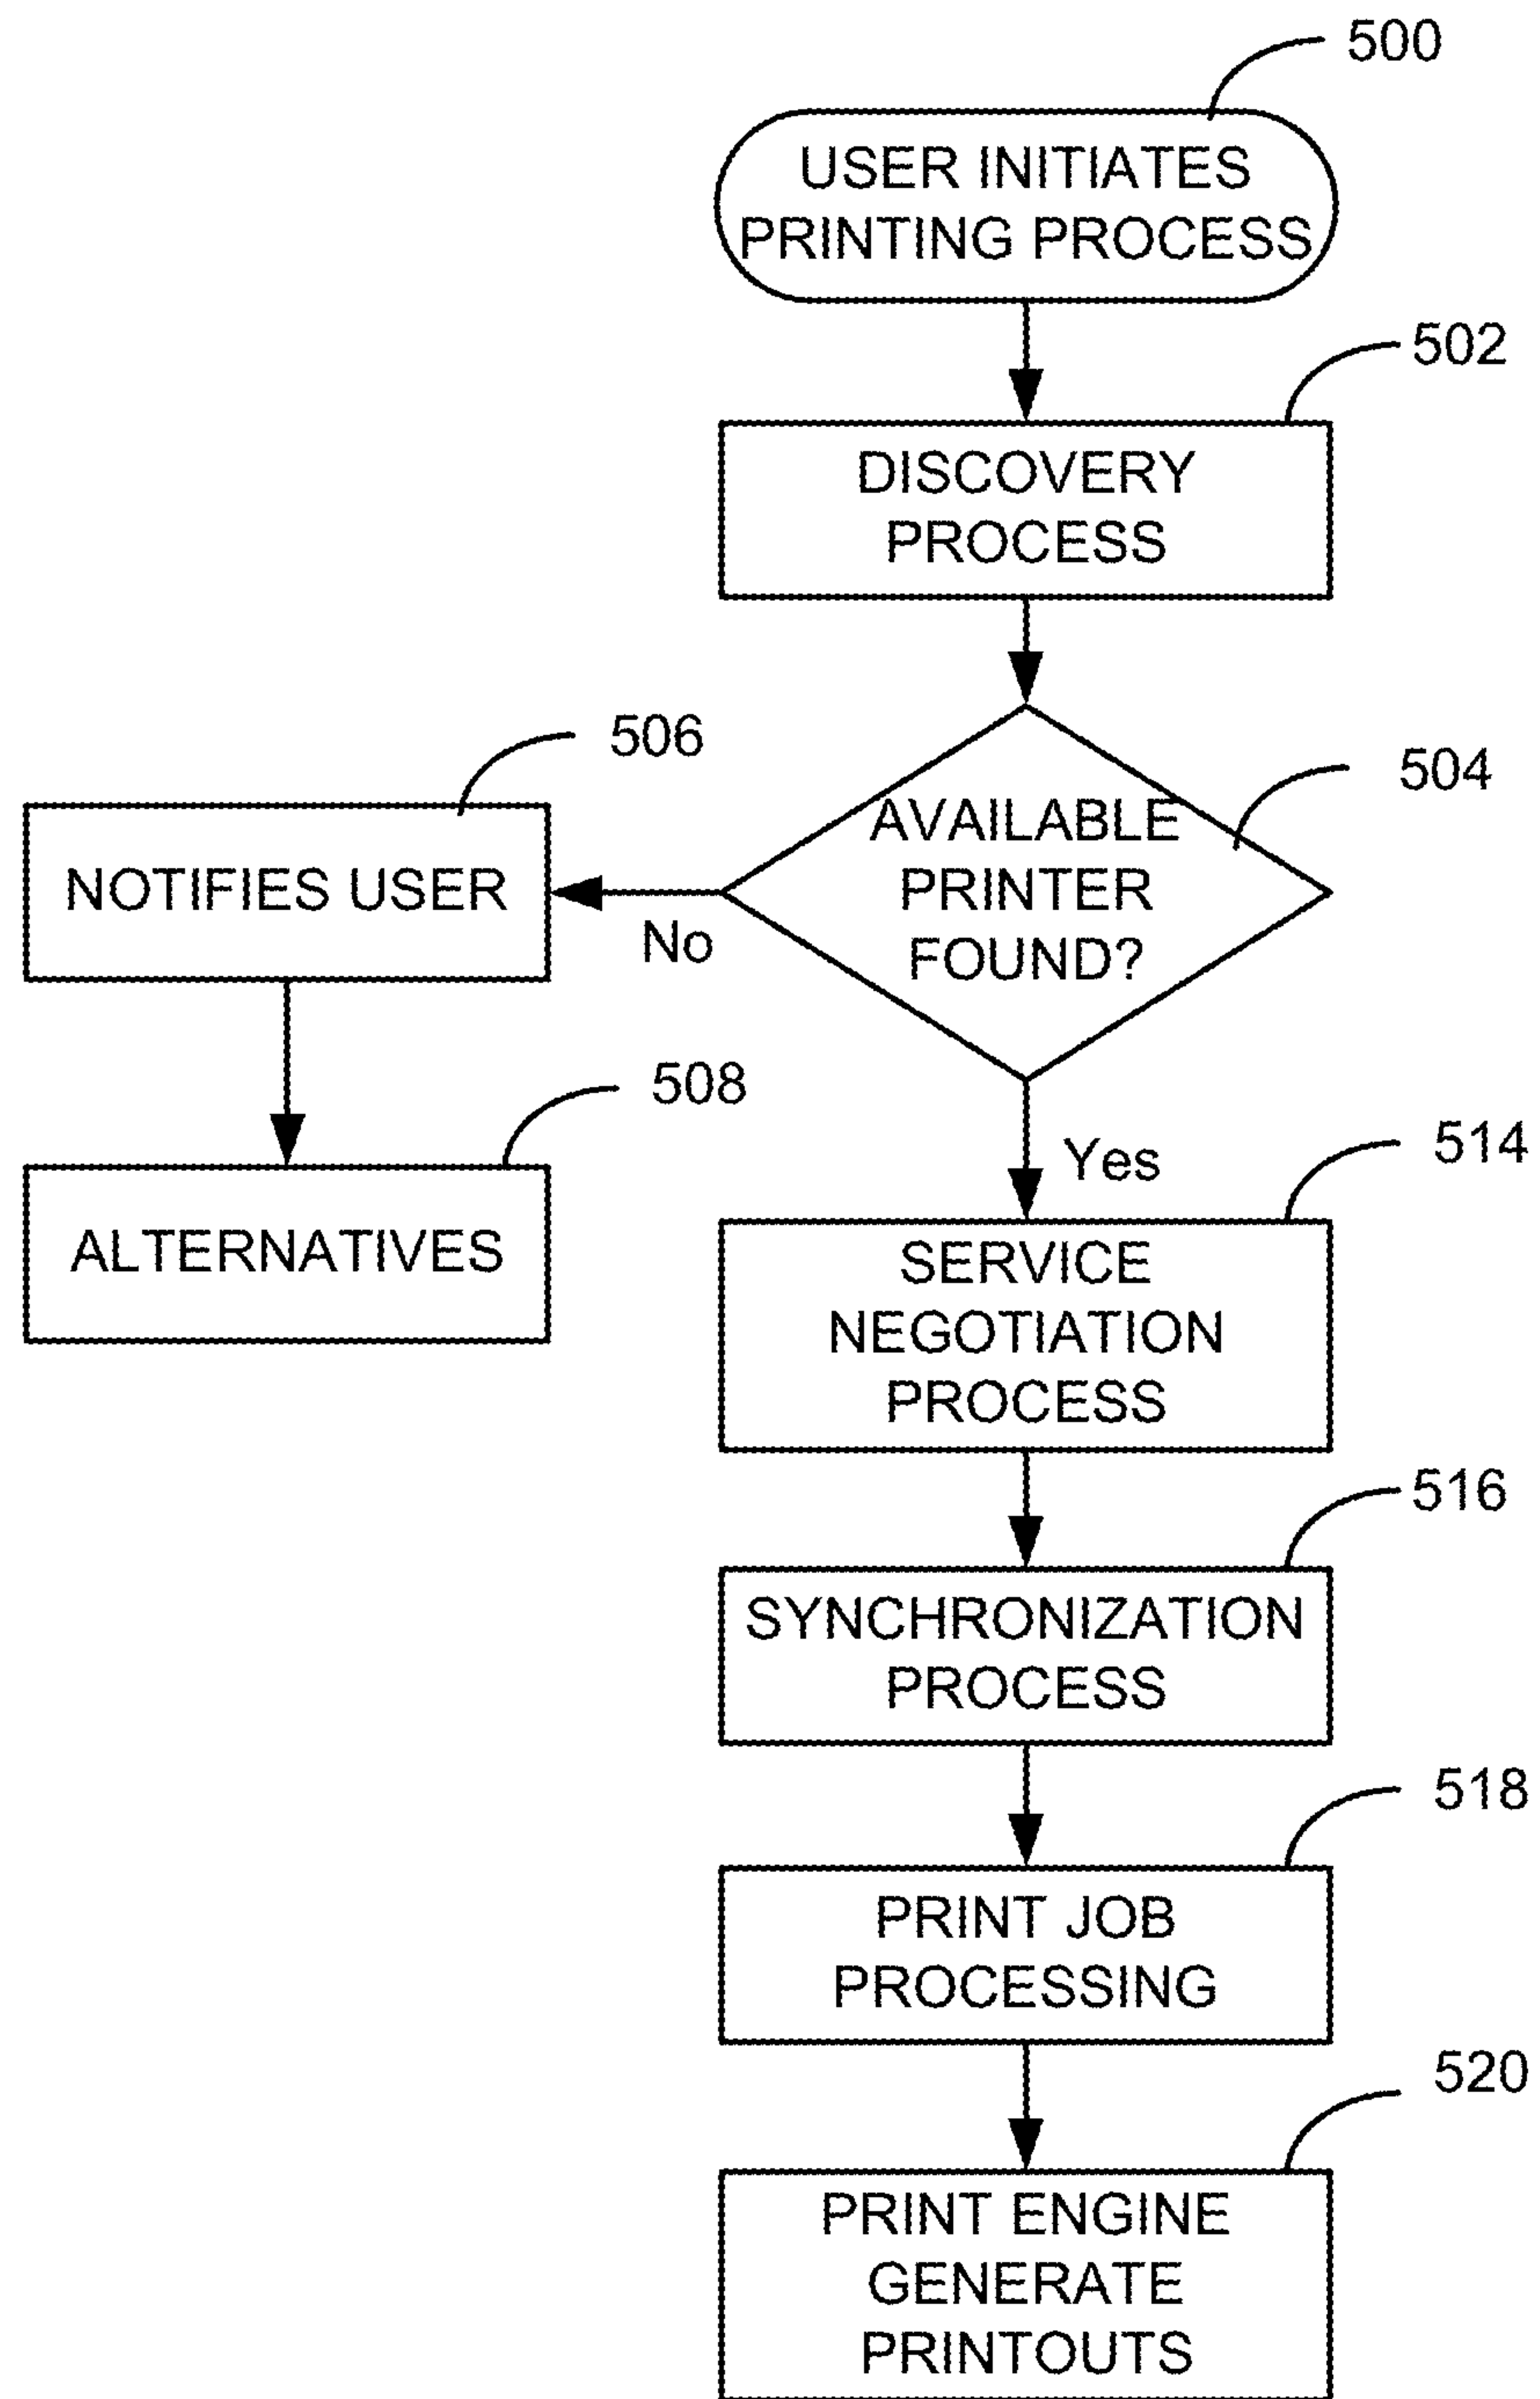 500
USER INITIATES
PRINTING PROCESS
502
DISCOVERY
PROCESS
504
AVAILABLE
PRINTER
FOUND?
506
NOTIFIES USER
No
508
ALTERNATIVES
Yes
514
SERVICE
NEGOTIATION
PROCESS
516
SYNCHRONIZATION
PROCESS
518
PRINT JOB
PROCESSING
520
PRINT ENGINE
GENERATE
PRINTOUTS